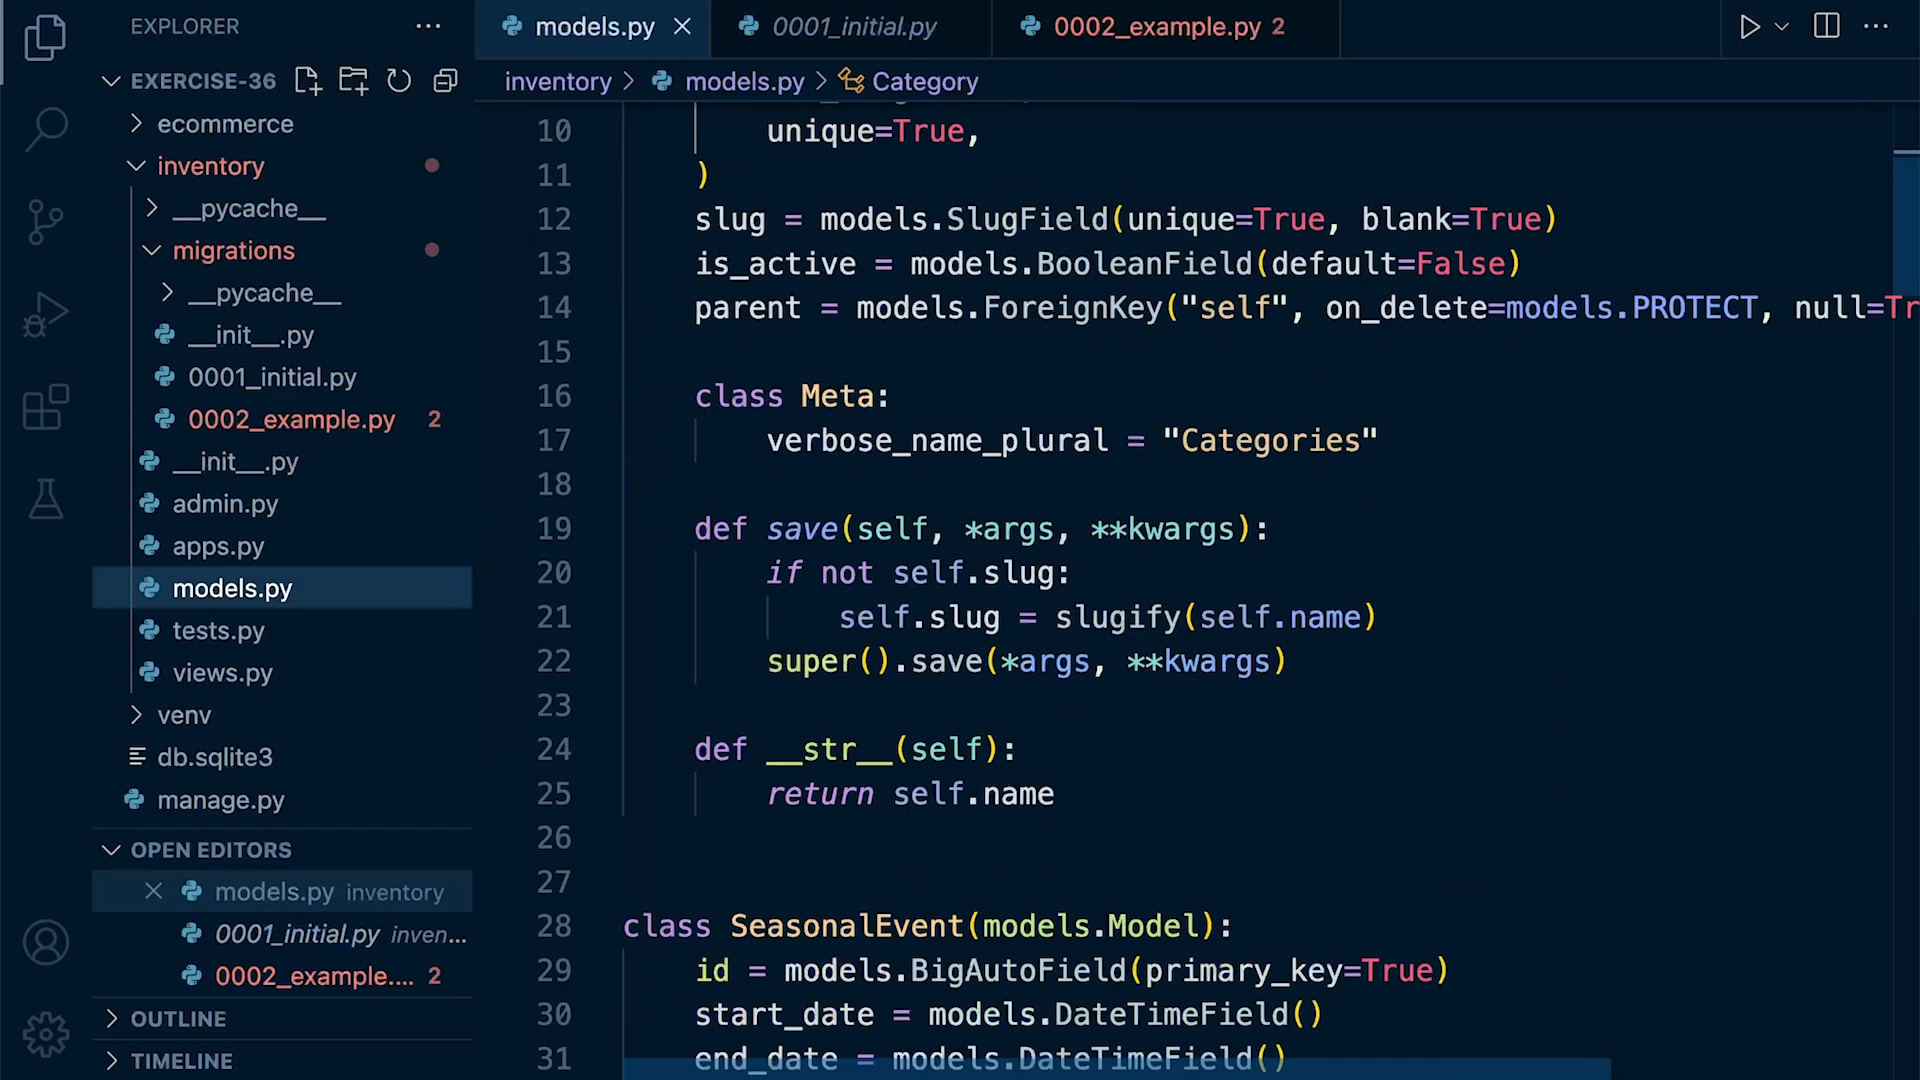 EXPLORER
EXERCISE-36
ecommerce
inventory
__pycache__
migrations
__pycache__
__init__.py
0001_initial.py
0002_example.py 2
__init__.py
admin.py
apps.py
models.py
tests.py
views.py
venv
db.sqlite3
manage.py
OPEN EDITORS
models.py inventory
0001_initial.py inven...
0002_example.... 2
OUTLINE
TIMELINE
models.py 0001_initial.py 0002_example.py 2
inventory > models.py > Category
10 unique=True,
11 )
12 slug = models.SlugField(unique=True, blank=True)
13 is_active = models.BooleanField(default=False)
14 parent = models.ForeignKey("self", on_delete=models.PROTECT, null=Tr
15
16 class Meta:
17 verbose_name_plural = "Categories"
18
19 def save(self, *args, **kwargs):
20 if not self.slug:
21 self.slug = slugify(self.name)
22 super().save(*args, **kwargs)
23
24 def __str__(self):
25 return self.name
26
27
28 class SeasonalEvent(models.Model):
29 id = models.BigAutoField(primary_key=True)
30 start_date = models.DateTimeField()
31 end_date = models.DateTimeField()